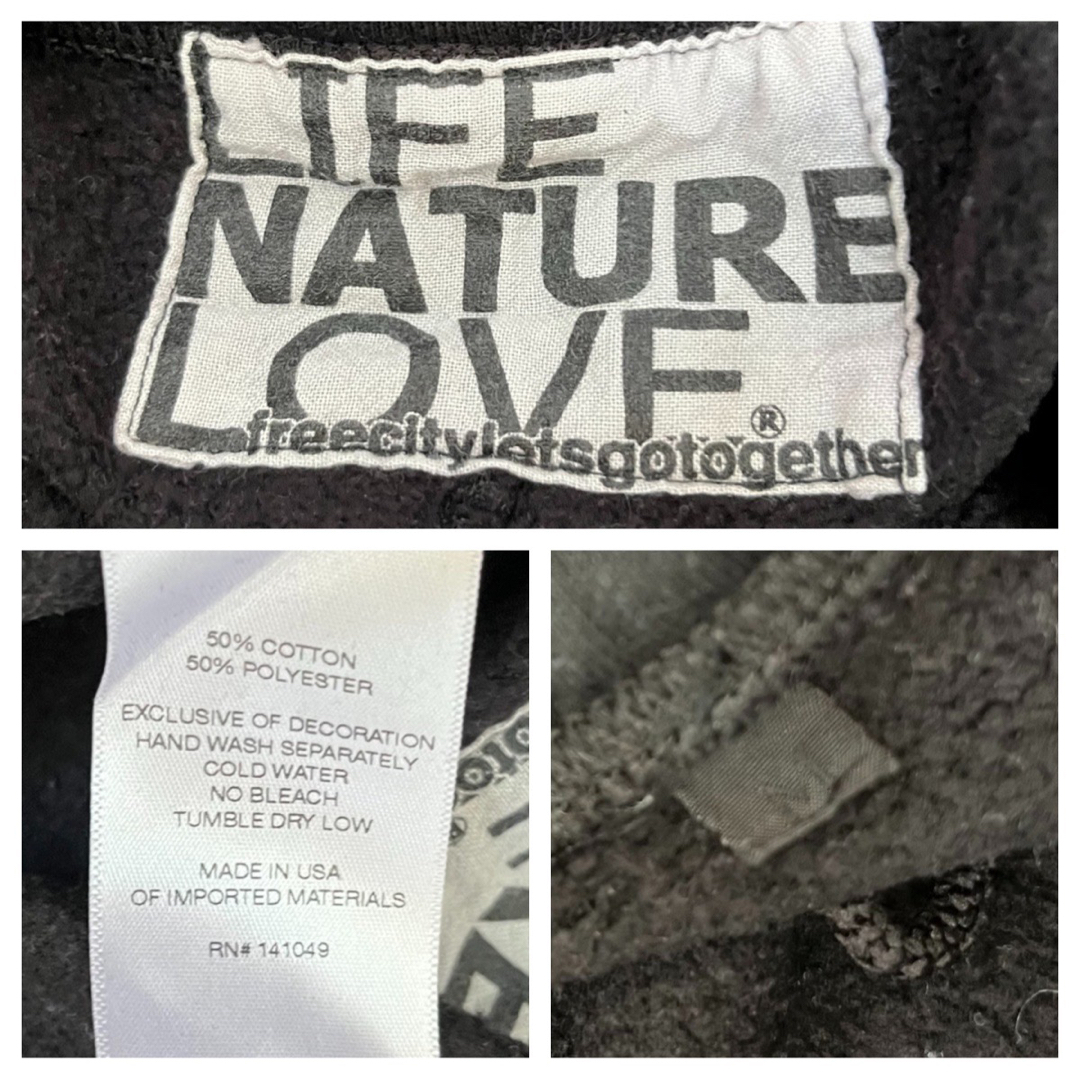 LIFE
NATURE
LOVE
®
freecityletsgotogether
50% COTTON
50% POLYESTER
EXCLUSIVE OF DECORATION
HAND WASH SEPARATELY
COLD WATER
NO BLEACH
TUMBLE DRY LOW
MADE IN USA
OF IMPORTED MATERIALS
RN# 141049